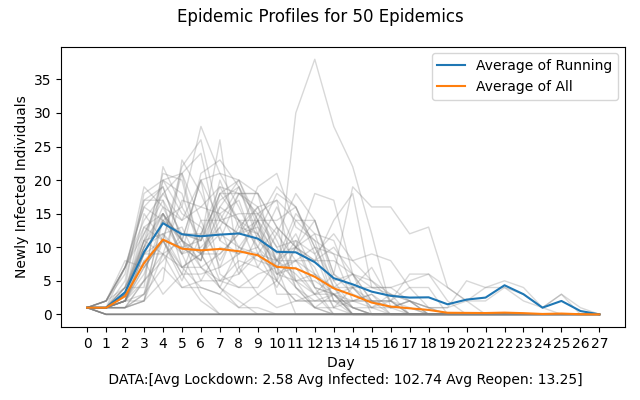 Epidemic Profiles for 50 Epidemics
Newly Infected Individuals
35
30
25
20
15
10
5
0
Average of Running
Average of All
0 1 2 3 4 5 6 7 8 9 10 11 12 13 14 15 16 17 18 19 20 21 22 23 24 25 26 27
Day
DATA:[Avg Lockdown: 2.58 Avg Infected: 102.74 Avg Reopen: 13.25]